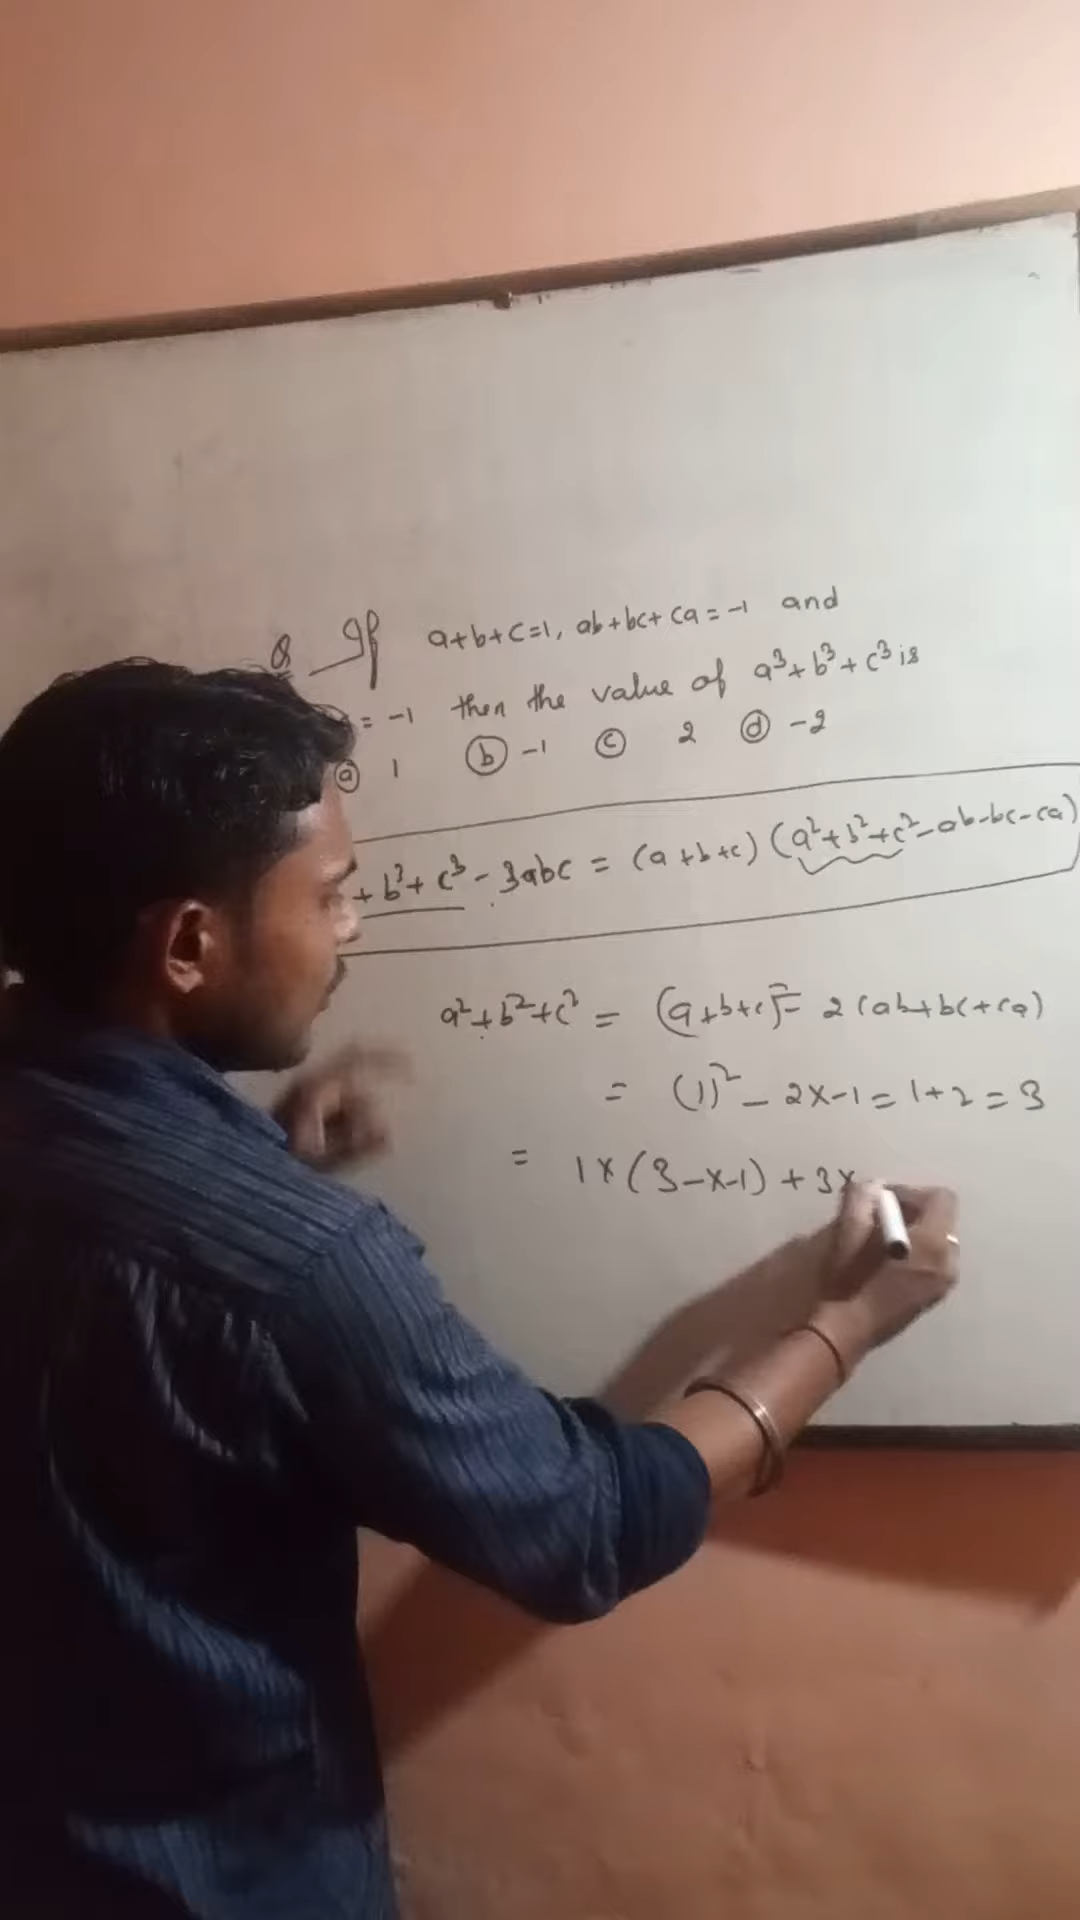 Q If a+b+c=1, ab+bc+ca=-1 and
= -1 then the value of a³+b³+c³ is
ⓐ 1 ⓑ -1 ⓒ 2 ⓓ -2
+ b³+ c³ - 3abc = (a+b+c) (a²+b²+c²-ab-bc-ca)
a²+b²+c² = (a+b+c)² - 2(ab+bc+ca)
= (1)² - 2x-1 = 1+2 = 3
= 1x(3-x-1) + 3x